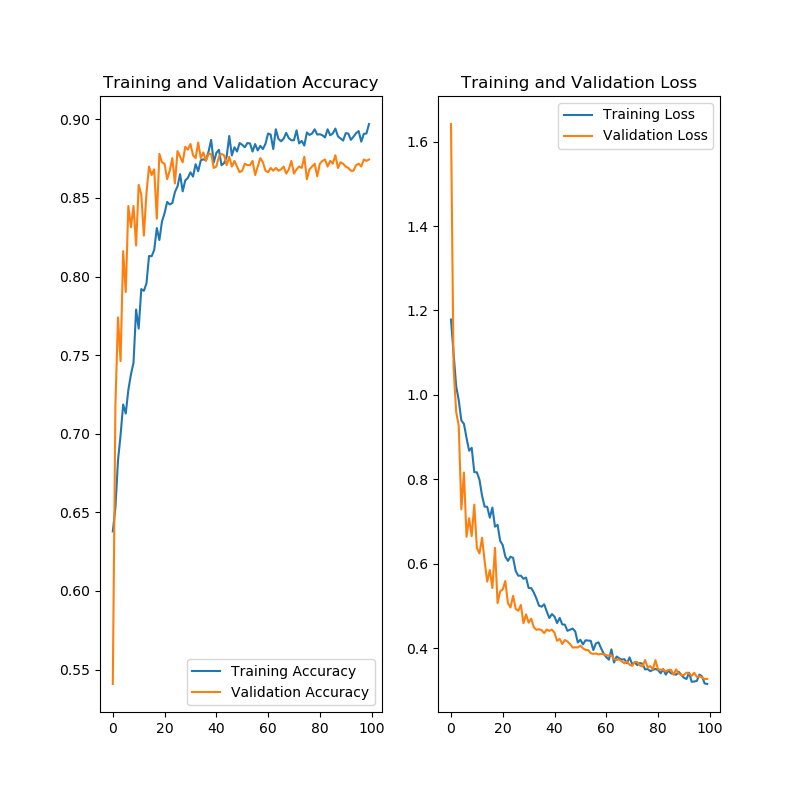 Training and Validation Accuracy
0.90
0.85
0.80
0.75
0.70
0.65
0.60
0.55
0 20 40 60 80 100
Training Accuracy
Validation Accuracy
Training and Validation Loss
1.6
1.4
1.2
1.0
0.8
0.6
0.4
0 20 40 60 80 100
Training Loss
Validation Loss